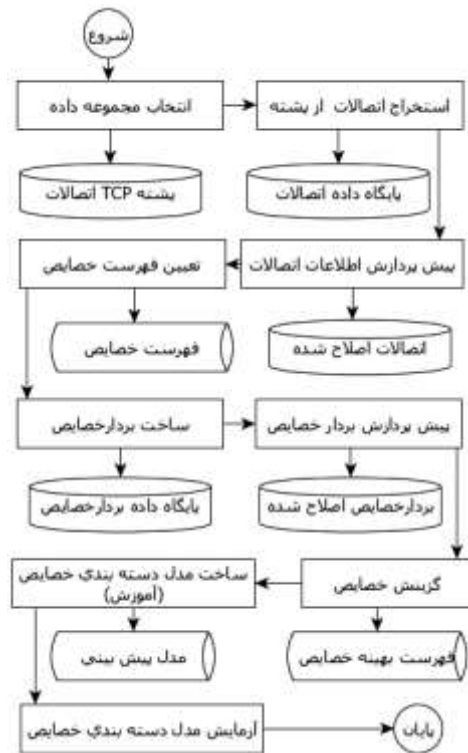 شروع
انتخاب مجموعه داده
استخراج اتصالات از پشته
پشته TCP اتصالات
پایگاه داده اتصالات
پیش پردازش اطلاعات اتصالات
تعیین فهرست خصایص
اتصالات اصلاح شده
فهرست خصایص
ساخت بردارخصایص
پیش پردازش بردار خصایص
پایگاه داده بردارخصایص
بردارخصایص اصلاح شده
گزینش خصایص
ساخت مدل دسته بندي خصایص
(آموزش)
فهرست بهینه خصایص
مدل پیش بینی
آزمایش مدل دسته بندي خصایص
پایان